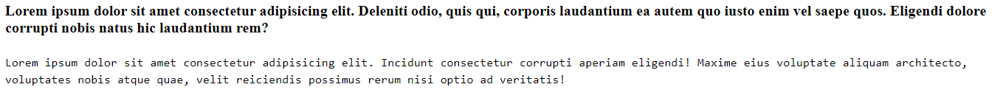 Lorem ipsum dolor sit amet consectetur adipisicing elit. Deleniti odio, quis qui, corporis laudantium ea autem quo iusto enim vel saepe quos. Eligendi dolore
corrupti nobis natus hic laudantium rem?
Lorem ipsum dolor sit amet consectetur adipisicing elit. Incidunt consectetur corrupti aperiam eligendi! Maxime eius voluptate aliquam architecto,
voluptates nobis atque quae, velit reiciendis possimus rerum nisi optio ad veritatis!